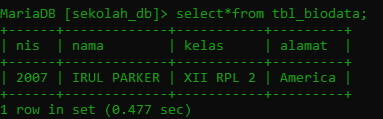 MariaDB [sekolah_db]> select*from tbl_biodata;
+------+-------------+-----------+---------+
| nis  | nama        | kelas     | alamat  |
+------+-------------+-----------+---------+
| 2007 | IRUL PARKER | XII RPL 2 | America |
+------+-------------+-----------+---------+
1 row in set (0.477 sec)